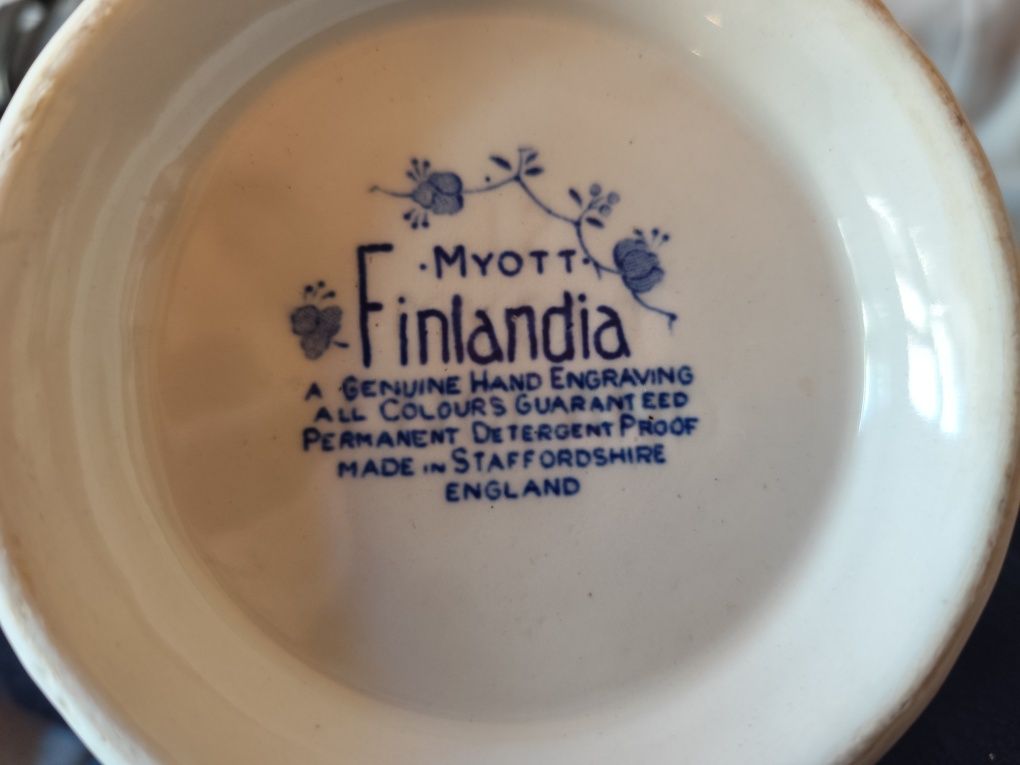 ·MYOTT·
Finlandia
A GENUINE HAND ENGRAVING
ALL COLOURS GUARANTEED
PERMANENT DETERGENT PROOF
MADE IN STAFFORDSHIRE
ENGLAND